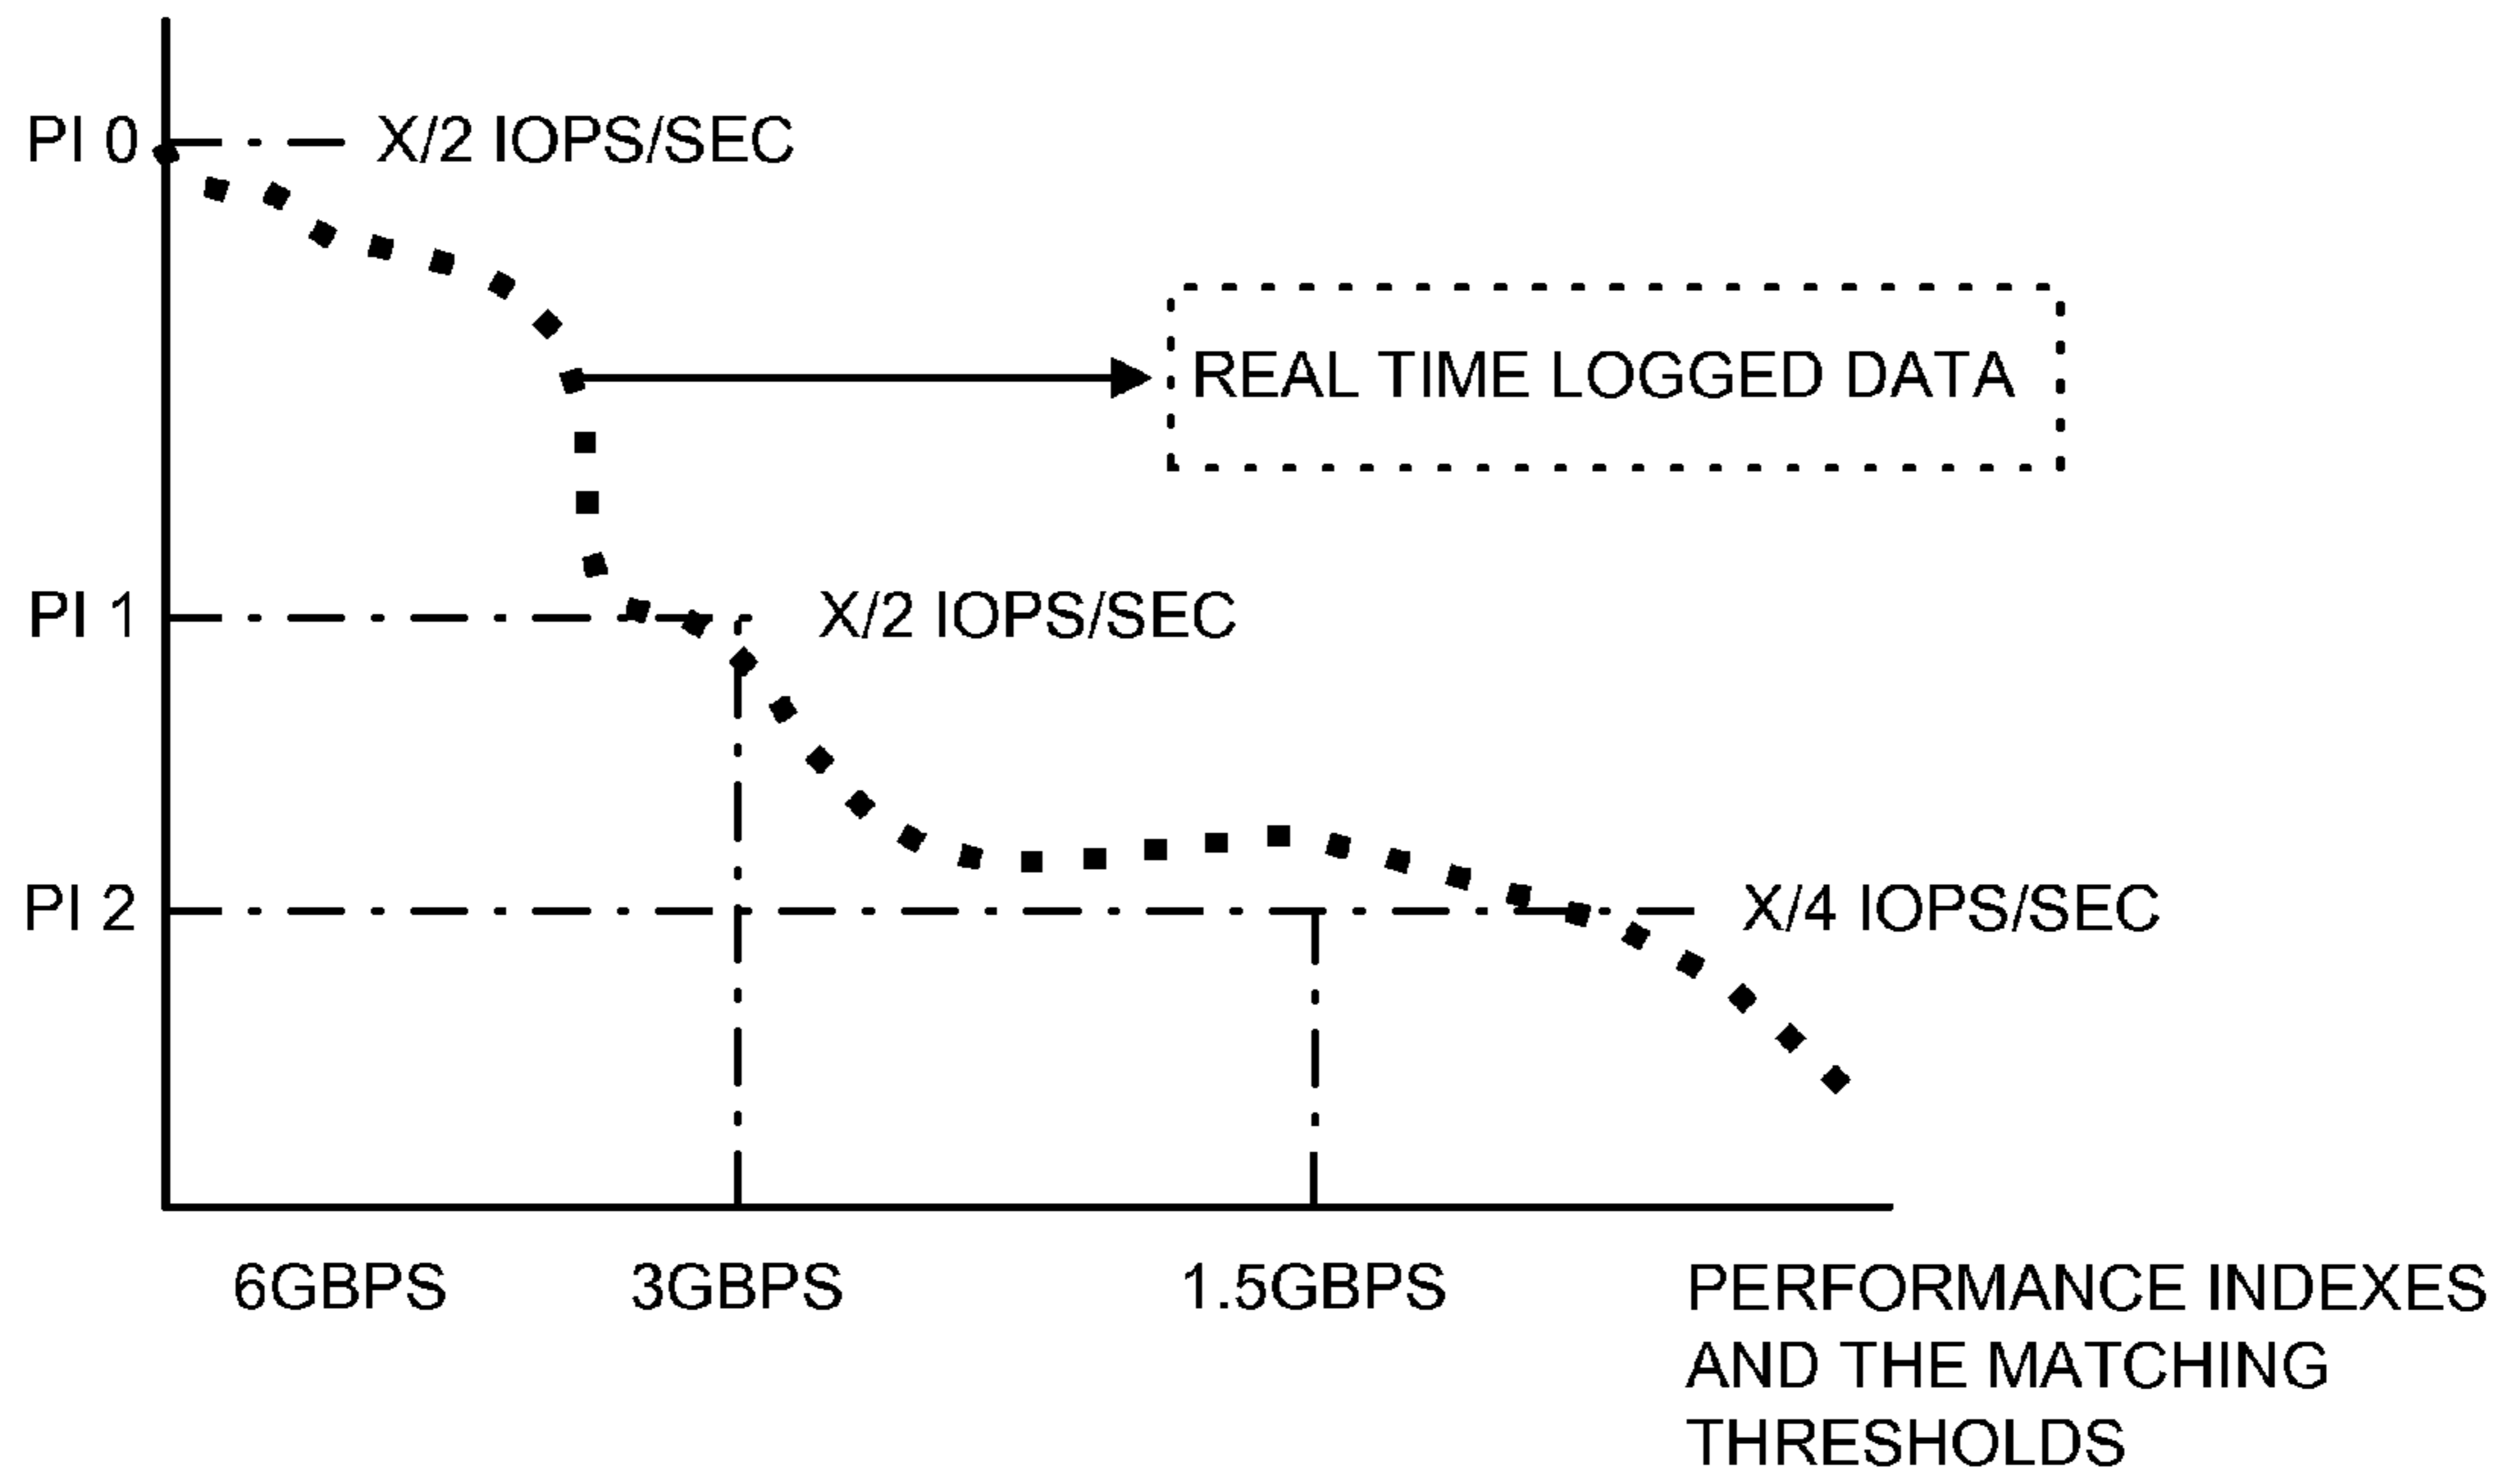 PI 0
X/2 IOPS/SEC
REAL TIME LOGGED DATA
PI 1
X/2 IOPS/SEC
PI 2
X/4 IOPS/SEC
6GBPS
3GBPS
1.5GBPS
PERFORMANCE INDEXES
AND THE MATCHING
THRESHOLDS